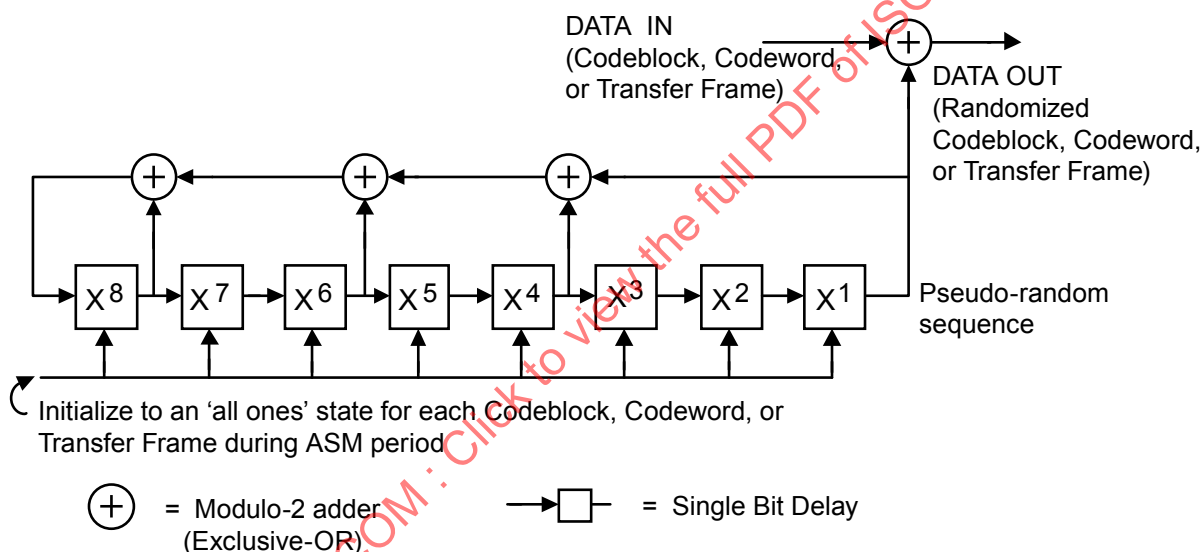 DATA IN
(Codeblock, Codeword,
or Transfer Frame)
+
DATA OUT
(Randomized
Codeblock, Codeword,
or Transfer Frame)
+ + +
X8 X7 X6 X5 X4 X3 X2 X1
Pseudo-random
sequence
Initialize to an ‘all ones’ state for each Codeblock, Codeword, or
Transfer Frame during ASM period
+ = Modulo-2 adder
(Exclusive-OR)
= Single Bit Delay
COM : Click to view the full PDF of ISO